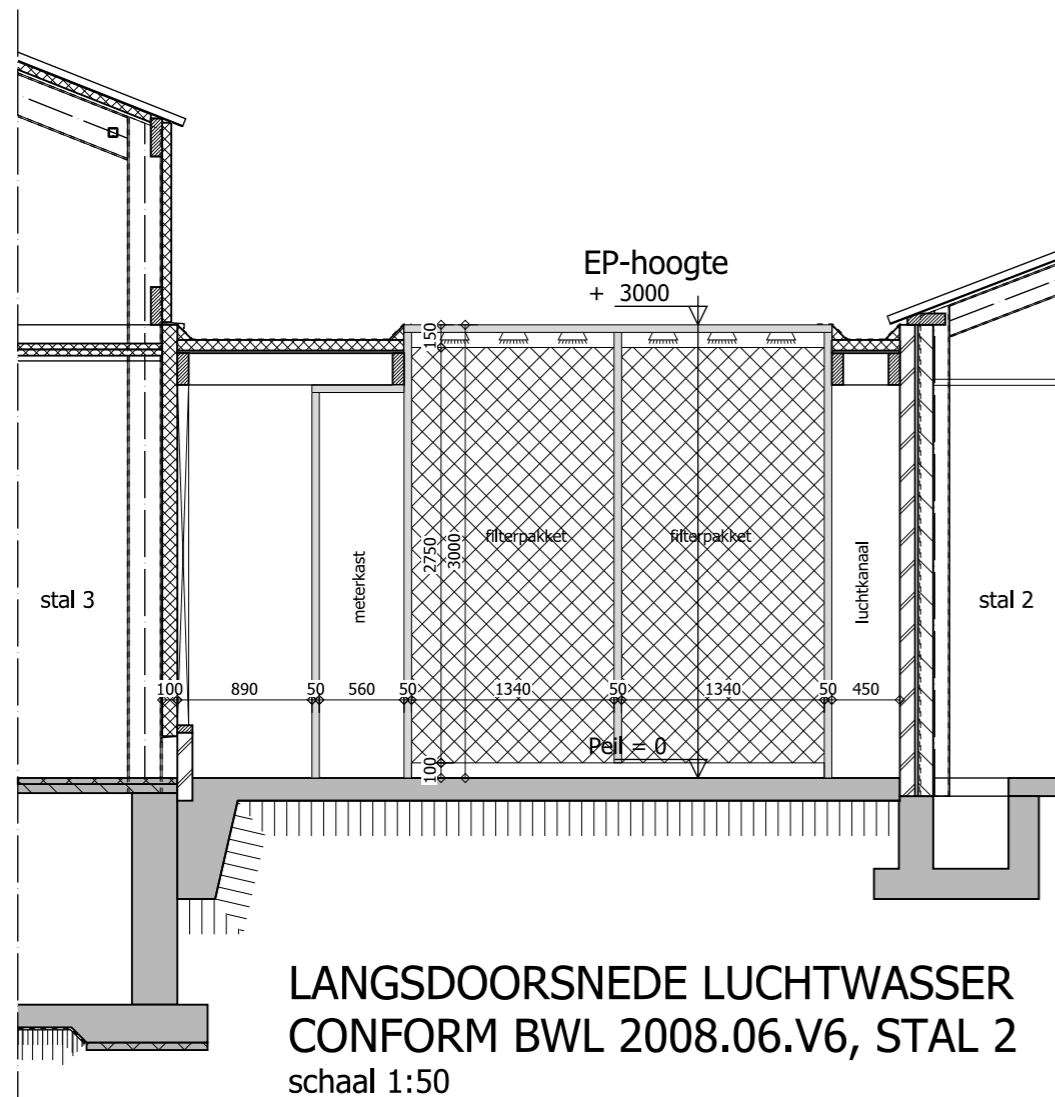 EP-hoogte
+ 3000
150
2750
3000
filterpakket
filterpakket
meterkast
luchtkanaal
stal 3
stal 2
100 890 50 560 50 1340 50 1340 50 450
Peil = 0
100
LANGSDOORSNEDE LUCHTWASSER
CONFORM BWL 2008.06.V6, STAL 2
schaal 1:50